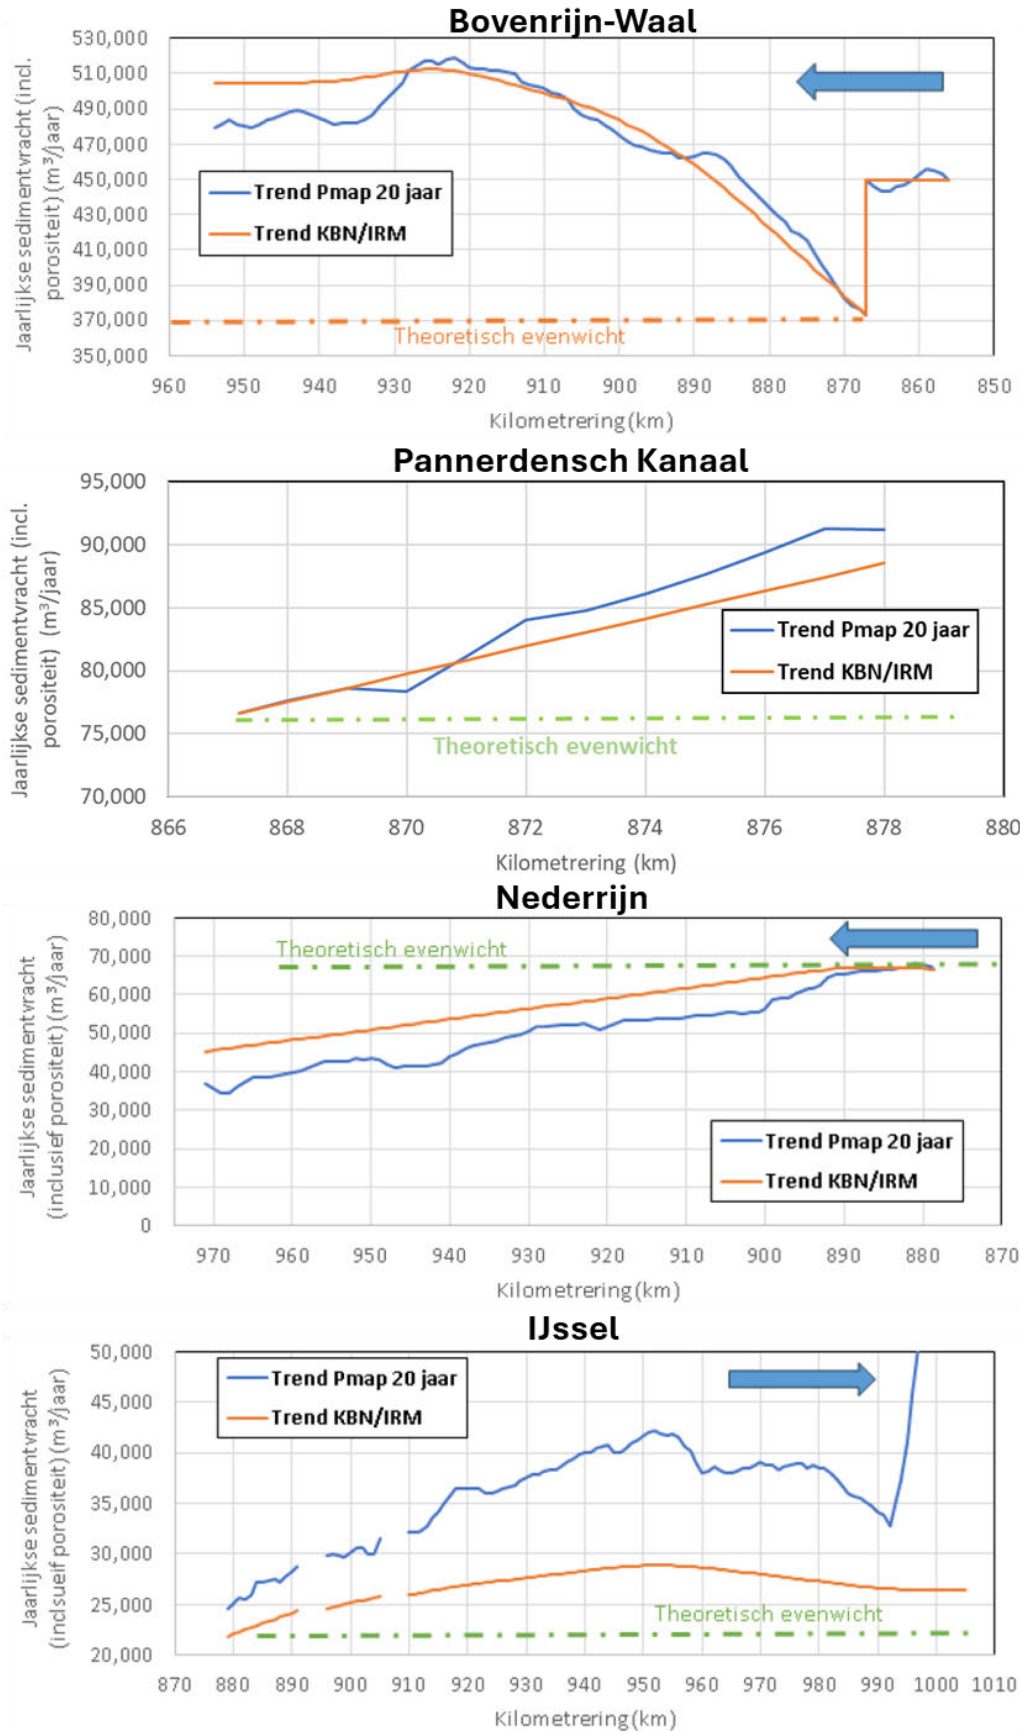 Bovenrijn-Waal
Jaarlijkse sedimentvracht (incl.
porositeit) (m³/jaar)
530,000
510,000
490,000
470,000
450,000
430,000
410,000
390,000
370,000
350,000
Trend Pmap 20 jaar
Trend KBN/IRM
Theoretisch evenwicht
960 950 940 930 920 910 900 890 880 870 860 850
Kilometrering (km)
Pannerdensch Kanaal
Jaarlijkse sedimentvracht (incl.
porositeit) (m³/jaar)
95,000
90,000
85,000
80,000
75,000
70,000
Trend Pmap 20 jaar
Trend KBN/IRM
Theoretisch evenwicht
866 868 870 872 874 876 878 880
Kilometrering (km)
Nederrijn
Jaarlijkse sedimentvracht
(inclusief porositeit) (m³/jaar)
80,000
70,000
60,000
50,000
40,000
30,000
20,000
10,000
0
Theoretisch evenwicht
Trend Pmap 20 jaar
Trend KBN/IRM
970 960 950 940 930 920 910 900 890 880 870
Kilometrering (km)
IJssel
Jaarlijkse sedimentvracht
(inclsueif porositeit) (m³/jaar)
50,000
45,000
40,000
35,000
30,000
25,000
20,000
Trend Pmap 20 jaar
Trend KBN/IRM
Theoretisch evenwicht
870 880 890 900 910 920 930 940 950 960 970 980 990 1000 1010
Kilometrering (km)